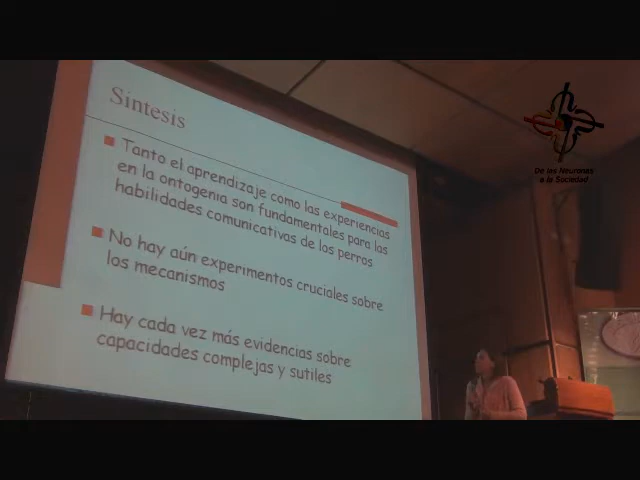 Sintesis
Tanto el aprendizaje como las experiencias
en la ontogenia son fundamentales para las
habilidades comunicativas de los perros
No hay aún experimentos cruciales sobre
los mecanismos
Hay cada vez más evidencias sobre
capacidades complejas y sutiles
De las Neuronas
a la Sociedad